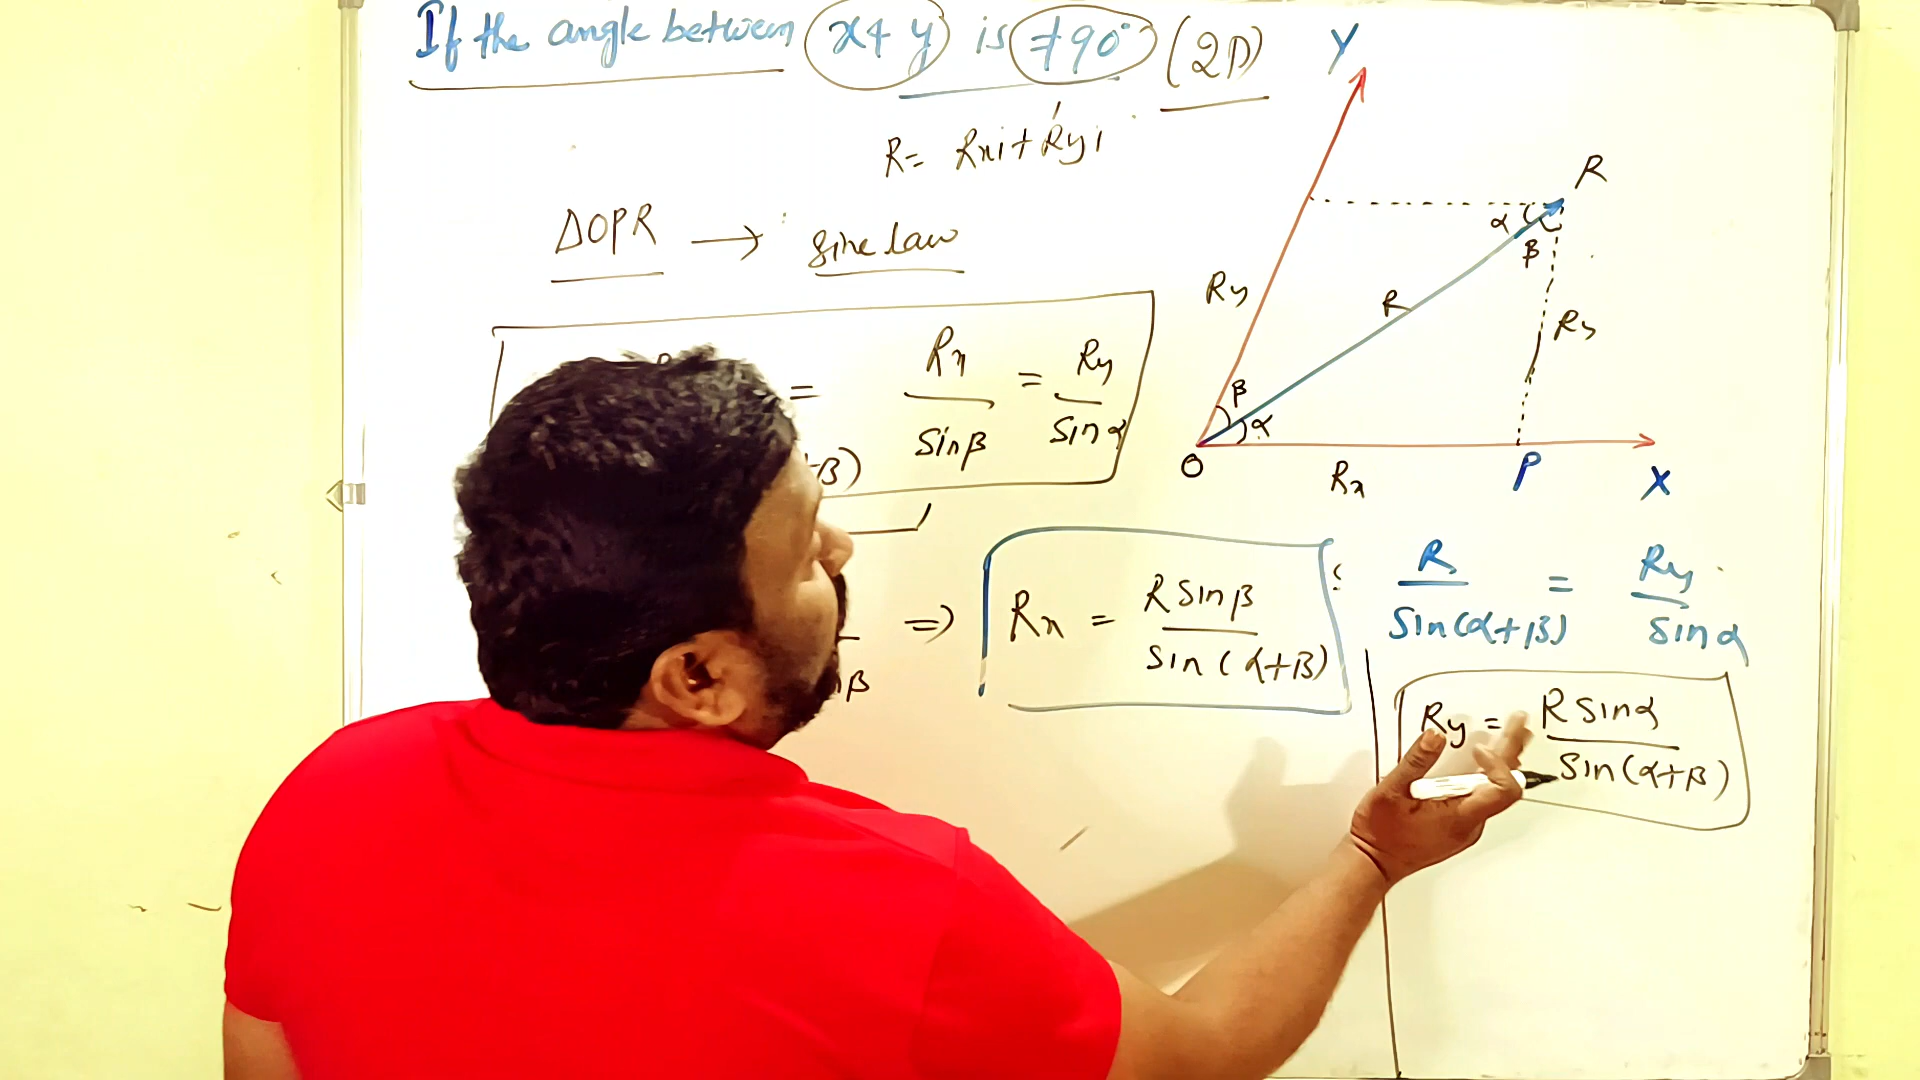 If the angle between x & y is ≠90° (2D)
R = Rxi + Ryj
ΔOPR → sine law
= Rx/Sinβ = Ry/Sinα
+β)
β
⇒ Rx = R Sinβ / Sin(α+β)
R/Sin(α+β) = Ry/Sinα
Ry = R Sinα / Sin(α+β)
Y
R
α
β
Ry
R
Ry
β
α
O
Rx
P
X